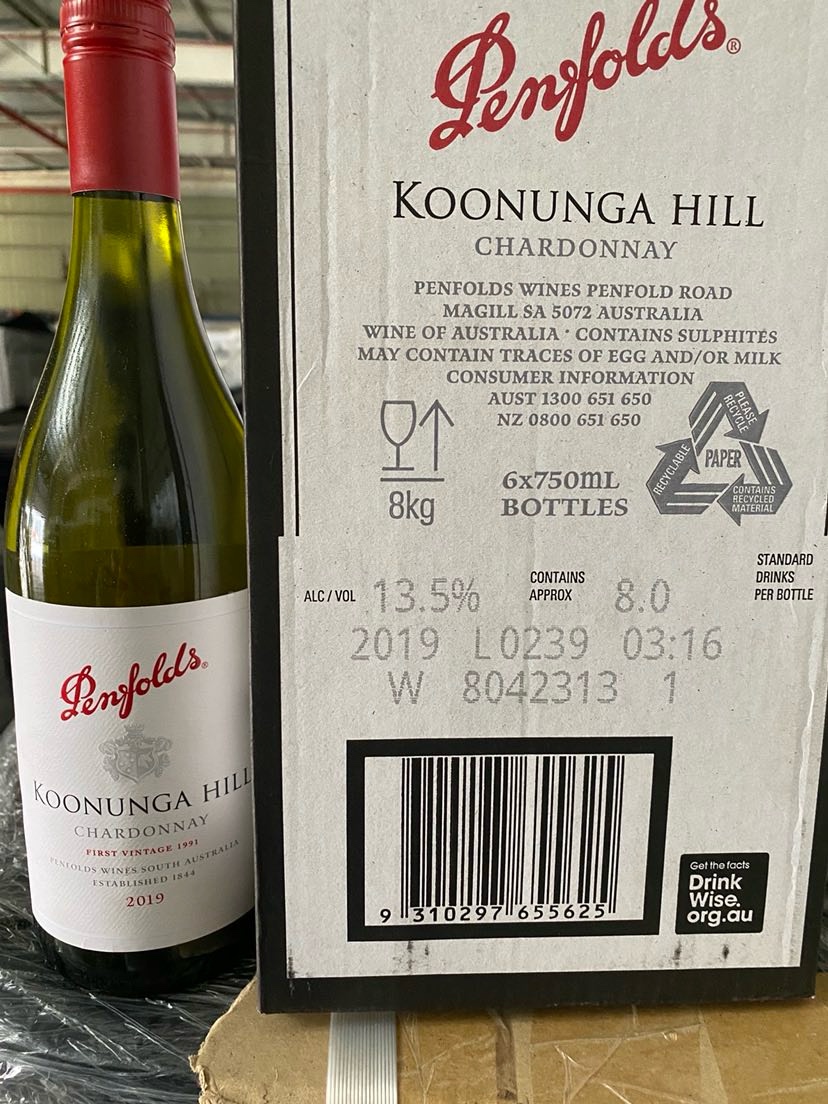 Penfolds®
KOONUNGA HILL
CHARDONNAY
FIRST VINTAGE 1991
PENFOLDS WINES SOUTH AUSTRALIA
ESTABLISHED 1844
2019
Penfolds®
KOONUNGA HILL
CHARDONNAY
PENFOLDS WINES PENFOLD ROAD
MAGILL SA 5072 AUSTRALIA
WINE OF AUSTRALIA · CONTAINS SULPHITES
MAY CONTAIN TRACES OF EGG AND/OR MILK
CONSUMER INFORMATION
AUST 1300 651 650
NZ 0800 651 650
8kg
6x750mL
BOTTLES
PLEASE
RECYCLE
RECYCLABLE
PAPER
CONTAINS
RECYCLED
MATERIAL
ALC / VOL 13.5%
CONTAINS
APPROX
8.0
STANDARD
DRINKS
PER BOTTLE
2019 L0239 03:16
W 8042313 1
9 310297 655625
Get the facts
Drink
Wise.
org.au